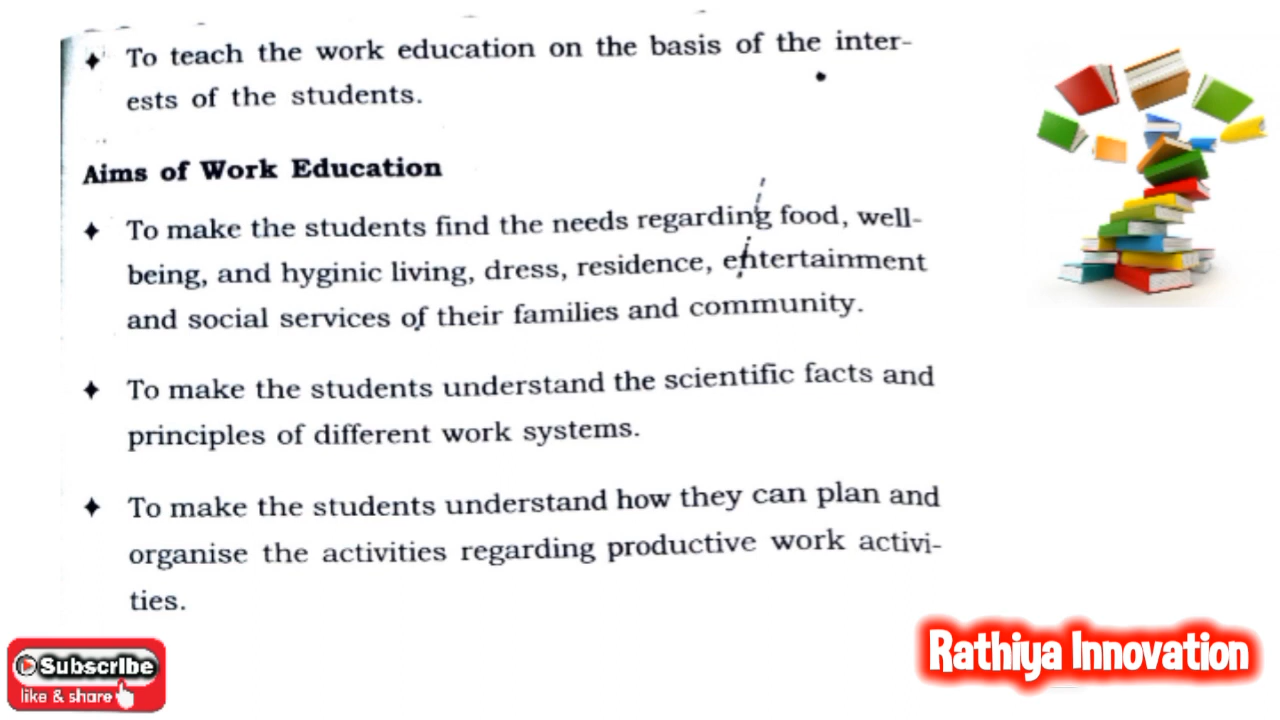 ✦ To teach the work education on the basis of the inter-
ests of the students.
Aims of Work Education
✦ To make the students find the needs regarding food, well-
being, and hyginic living, dress, residence, entertainment
and social services of their families and community.
✦ To make the students understand the scientific facts and
principles of different work systems.
✦ To make the students understand how they can plan and
organise the activities regarding productive work activi-
ties.
Subscribe
like & share
Rathiya Innovation